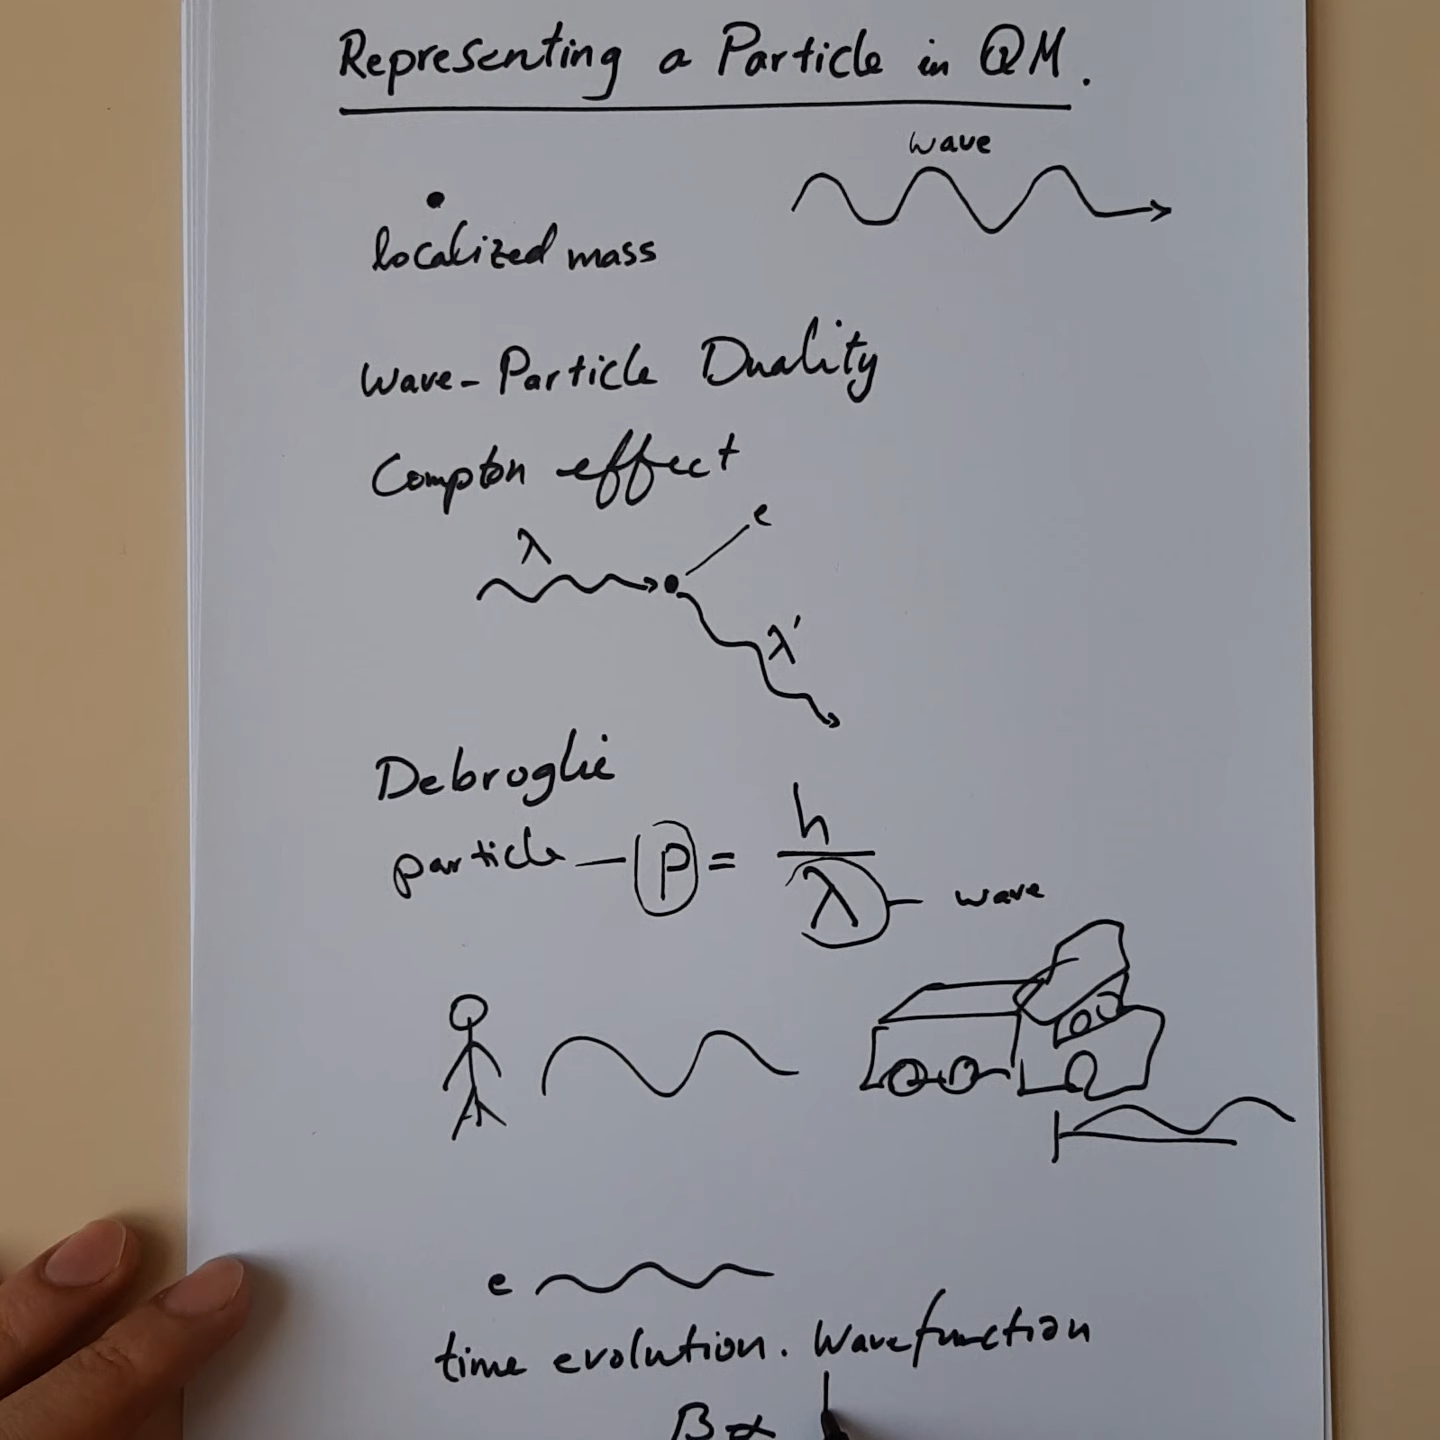 Representing a Particle in QM.
wave
localized mass
Wave-Particle Duality
Compton effect
e
λ
λ'
Debroglie
particle — p = h / λ — wave
e
time evolution. Wavefunction